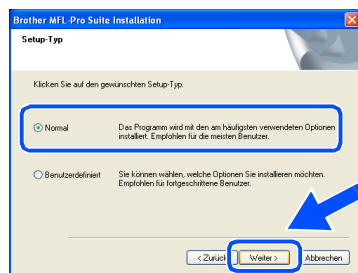 Brother MFL-Pro Suite Installation
Setup-Typ
Klicken Sie auf den gewünschten Setup-Typ.
Normal
Das Programm wird mit den am häufigsten verwendeten Optionen
installiert. Empfohlen für die meisten Benutzer.
Benutzerdefiniert
Sie können wählen, welche Optionen Sie installieren möchten.
Empfohlen für fortgeschrittene Benutzer.
< Zurück
Weiter >
Abbrechen